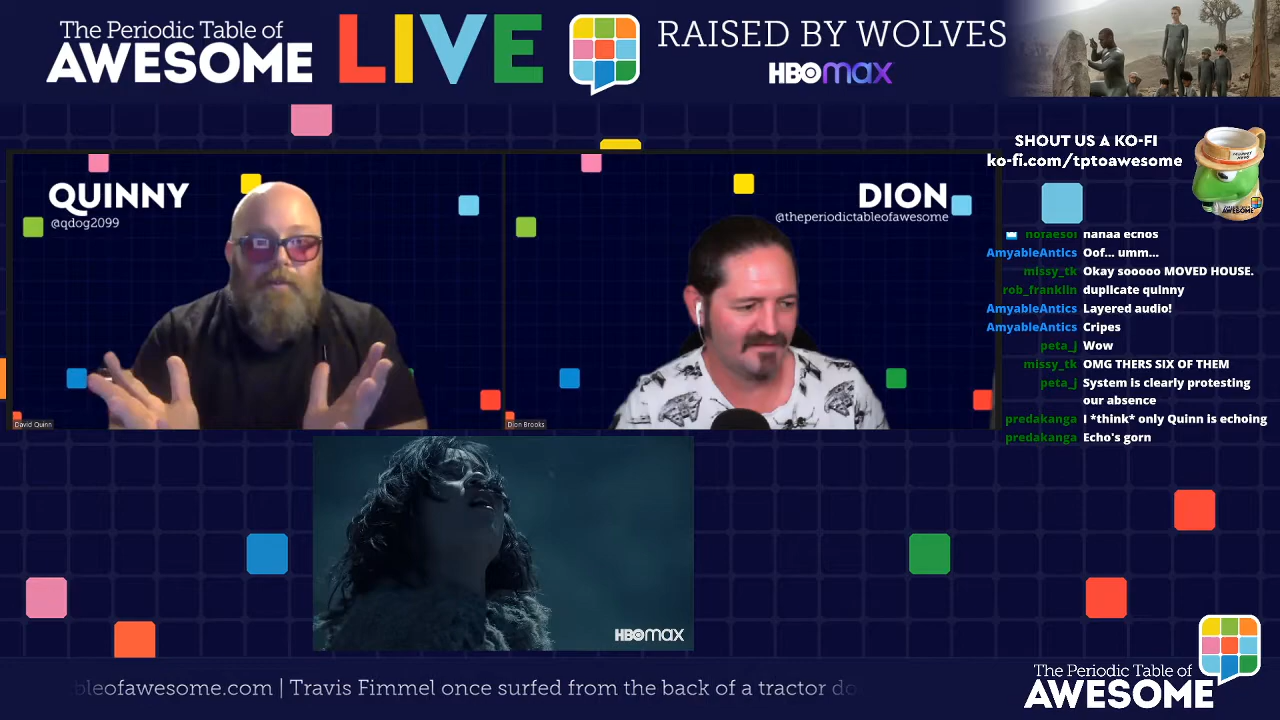 The Periodic Table of
AWESOME
LIVE
RAISED BY WOLVES
HBOmax
SHOUT US A KO-FI
ko-fi.com/tptoawesome
QUINNY
@qdog2099
David Quinn
DION
@theperiodictableofawesome
Dion Brooks
AmyableAntics Oof... umm...
missy_tk Okay sooooo MOVED HOUSE.
rob_franklin duplicate quinny
AmyableAntics Layered audio!
AmyableAntics Cripes
peta_j Wow
missy_tk OMG THERS SIX OF THEM
peta_j System is clearly protesting
our absence
predakanga I *think* only Quinn is echoing
predakanga Echo's gorn
HBOmax
bleofawesome.com | Travis Fimmel once surfed from the back of a tractor do
The Periodic Table of
AWESOME